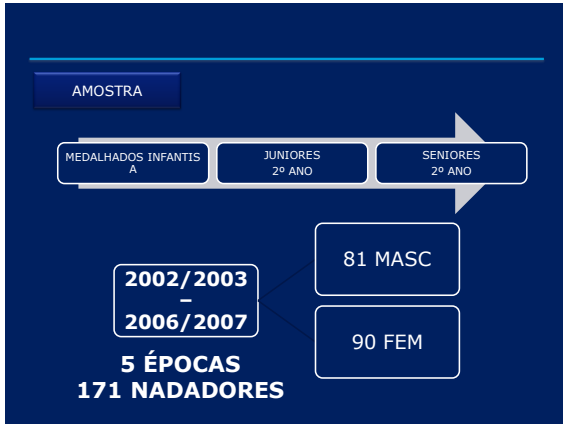 AMOSTRA
MEDALHADOS INFANTIS
A
JUNIORES
2º ANO
SENIORES
2º ANO
2002/2003
–
2006/2007
81 MASC
90 FEM
5 ÉPOCAS
171 NADADORES